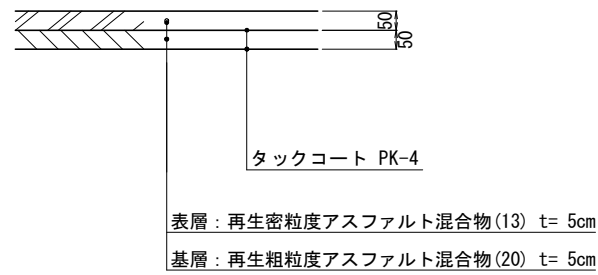 50
50
タックコート PK-4
表層：再生密粒度アスファルト混合物(13) t= 5cm
基層：再生粗粒度アスファルト混合物(20) t= 5cm